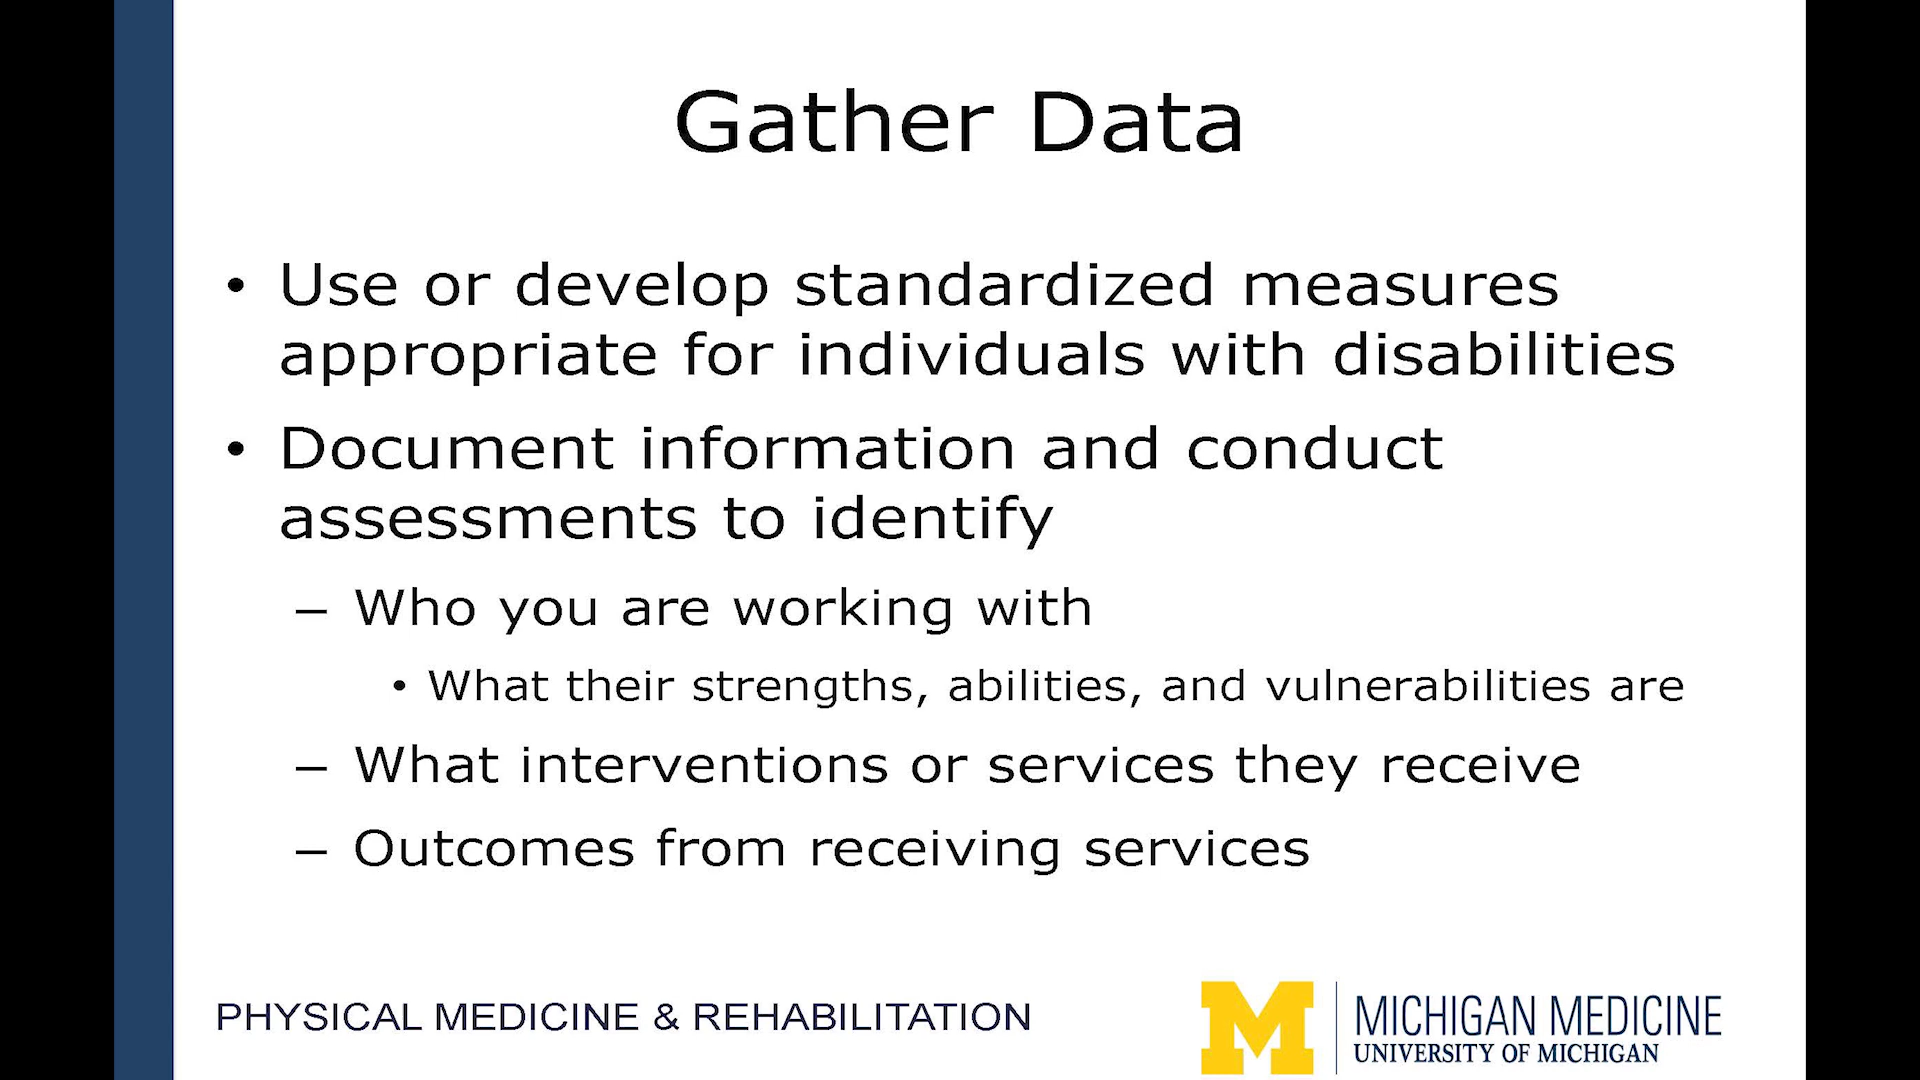 Gather Data
• Use or develop standardized measures
appropriate for individuals with disabilities
• Document information and conduct
assessments to identify
– Who you are working with
• What their strengths, abilities, and vulnerabilities are
– What interventions or services they receive
– Outcomes from receiving services
PHYSICAL MEDICINE & REHABILITATION
M
MICHIGAN MEDICINE
UNIVERSITY OF MICHIGAN